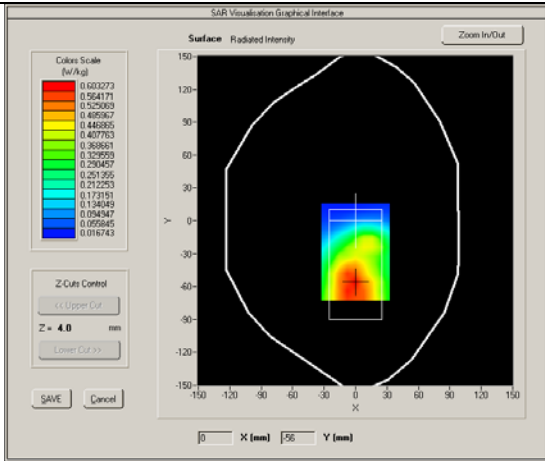 SAR Visualisation Graphical Interface
Surface Radiated Intensity
Zoom In/Out
Colors Scale
(W/kg)
0.603273
0.564171
0.525069
0.485967
0.446865
0.407763
0.368661
0.329559
0.290457
0.251355
0.212253
0.173151
0.134049
0.094947
0.055845
0.016743
Z-Cuts Control
<< Upper Cut
Z = 4.0 mm
Lower Cut >>
SAVE Cancel
150-
120-
90-
60-
30-
0-
-30-
-60-
-90-
-120-
-150-
Y
-150 -120 -90 -60 -30 0 30 60 90 120 150
X
0 X (mm) -56 Y (mm)